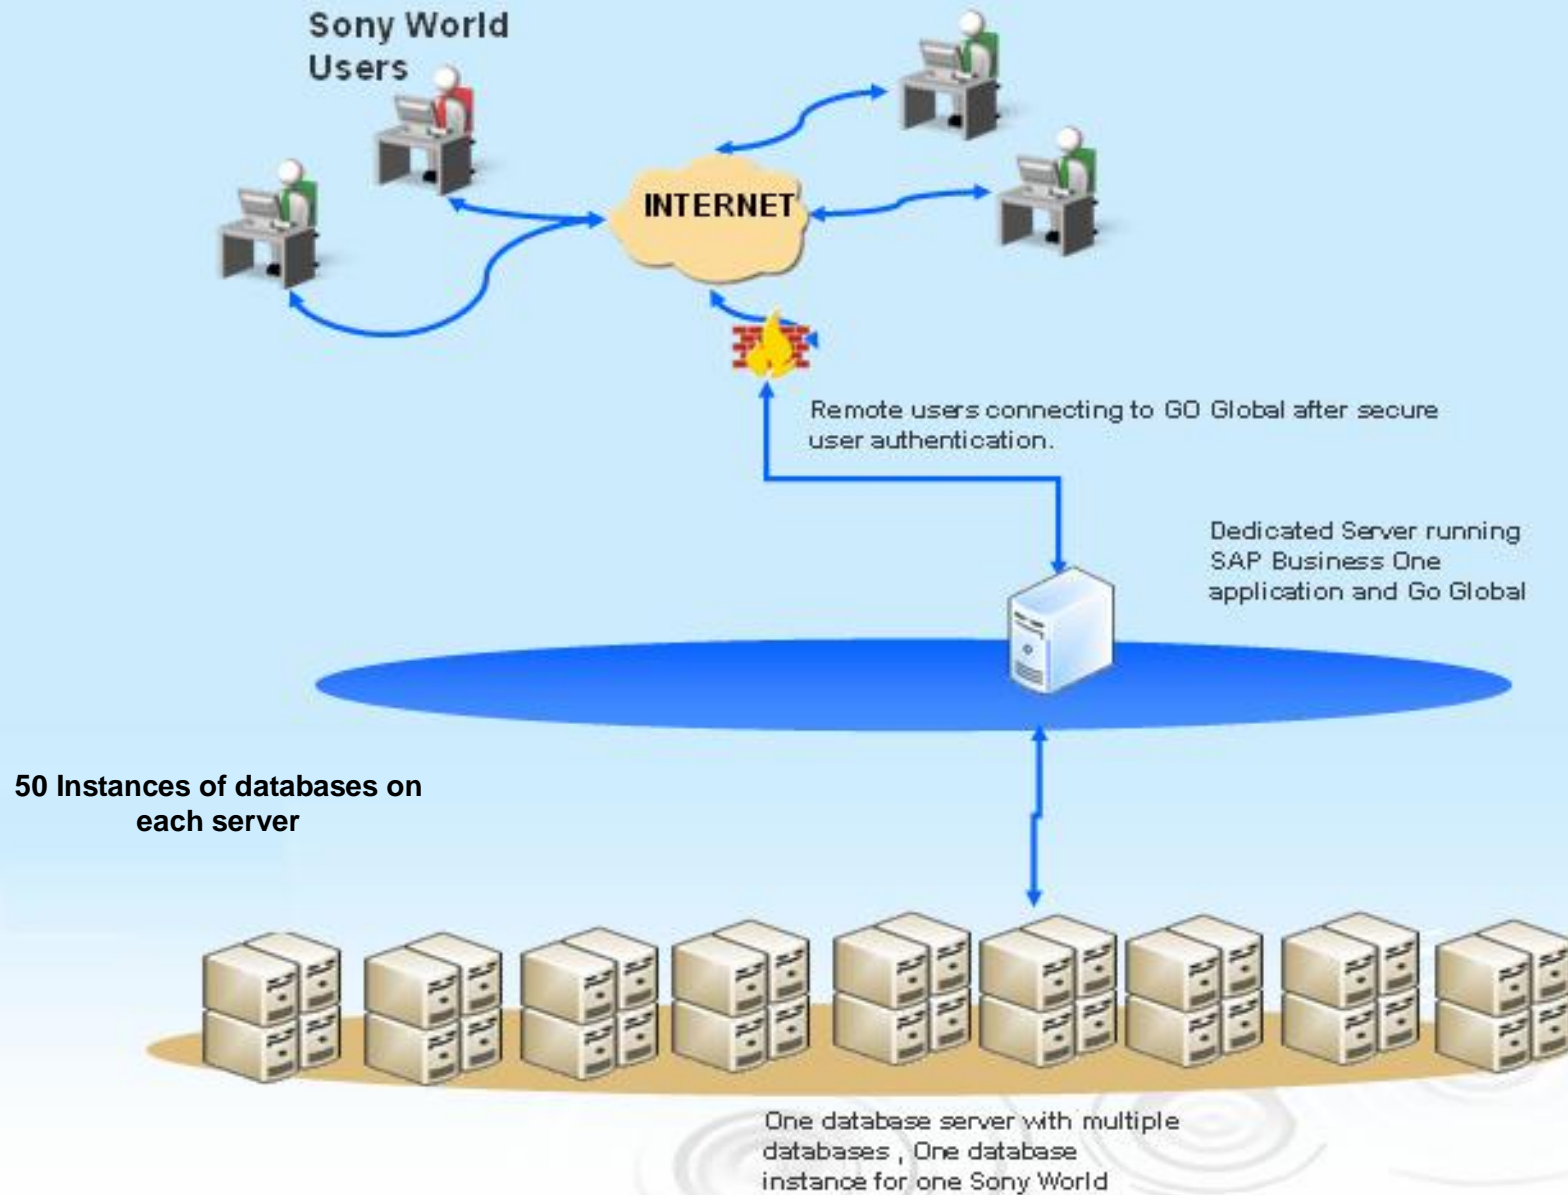 Sony World
Users
INTERNET
Remote users connecting to GO Global after secure
user authentication.
Dedicated Server running
SAP Business One
application and Go Global
50 Instances of databases on
each server
One database server with multiple
databases , One database
instance for one Sony World